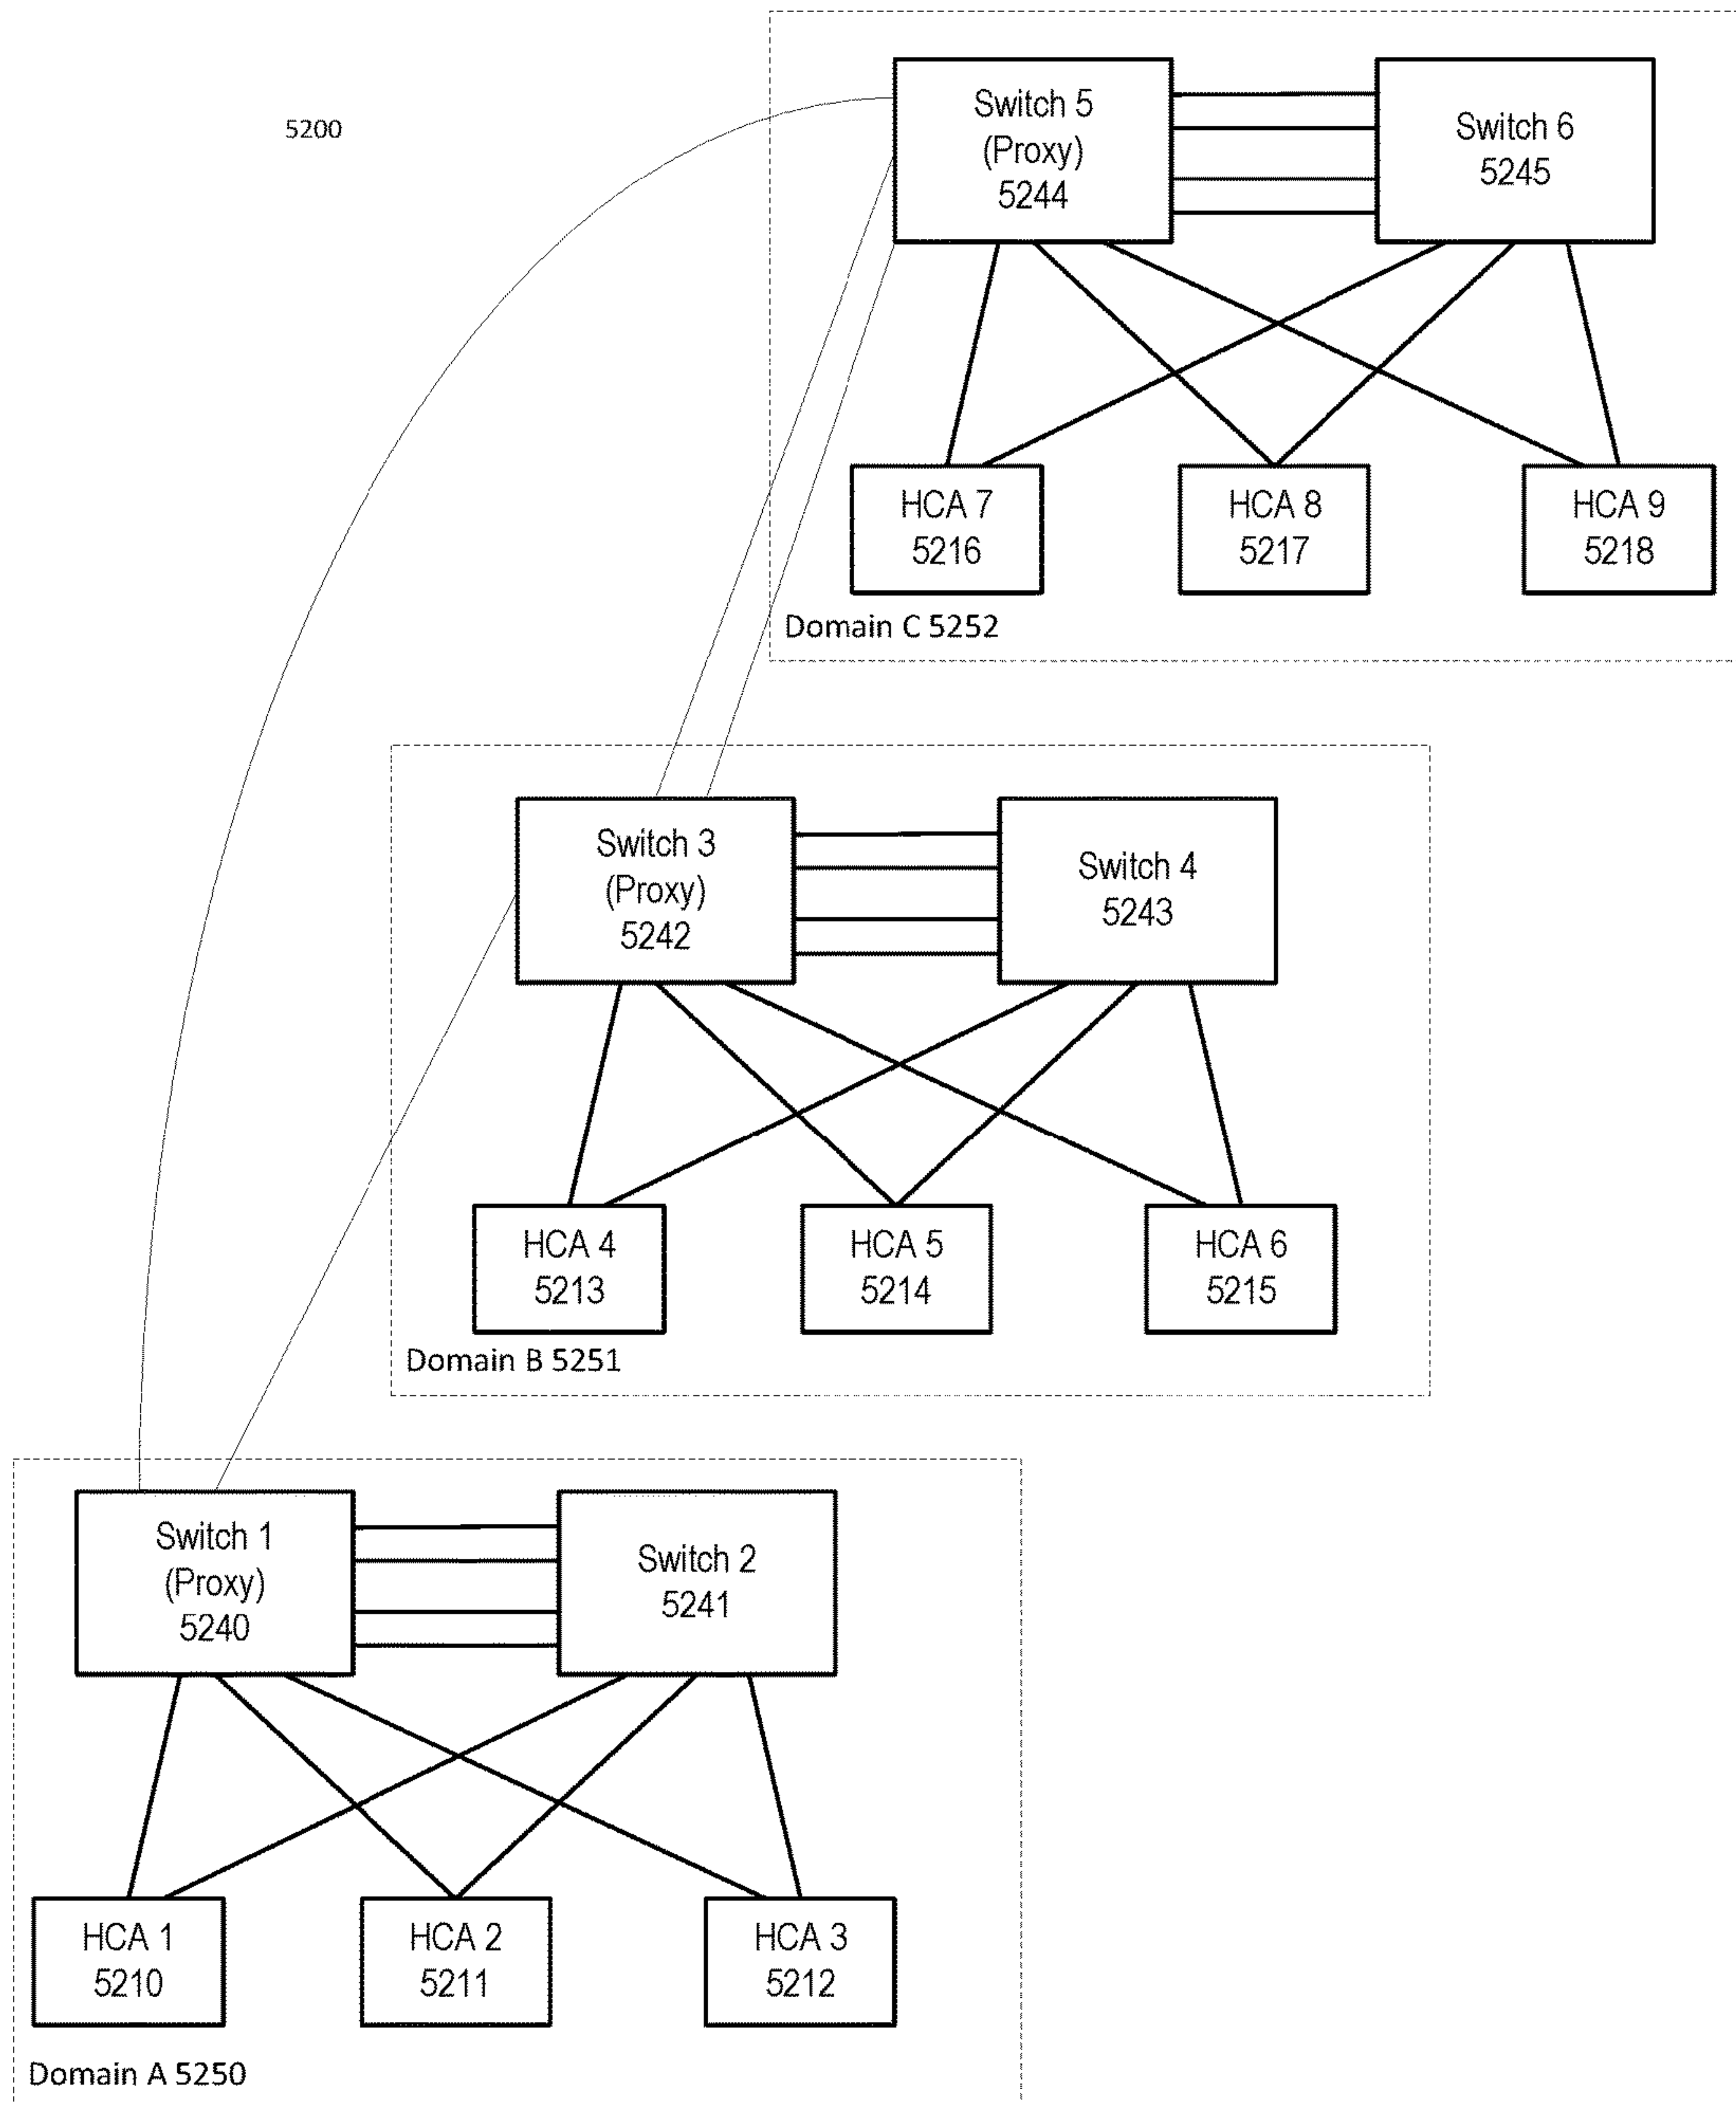 5200
Switch 5
(Proxy)
5244
Switch 6
5245
HCA 7
5216
HCA 8
5217
HCA 9
5218
Domain C 5252
Switch 3
(Proxy)
5242
Switch 4
5243
HCA 4
5213
HCA 5
5214
HCA 6
5215
Domain B 5251
Switch 1
(Proxy)
5240
Switch 2
5241
HCA 1
5210
HCA 2
5211
HCA 3
5212
Domain A 5250